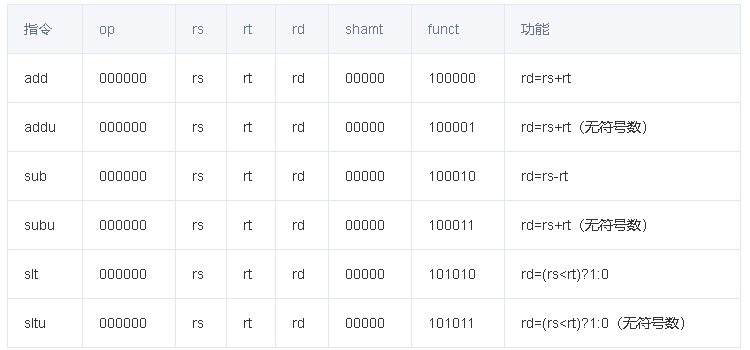 指令 op rs rt rd shamt funct 功能
add 000000 rs rt rd 00000 100000 rd=rs+rt
addu 000000 rs rt rd 00000 100001 rd=rs+rt（无符号数）
sub 000000 rs rt rd 00000 100010 rd=rs-rt
subu 000000 rs rt rd 00000 100011 rd=rs+rt（无符号数）
slt 000000 rs rt rd 00000 101010 rd=(rs<rt)?1:0
sltu 000000 rs rt rd 00000 101011 rd=(rs<rt)?1:0（无符号数）